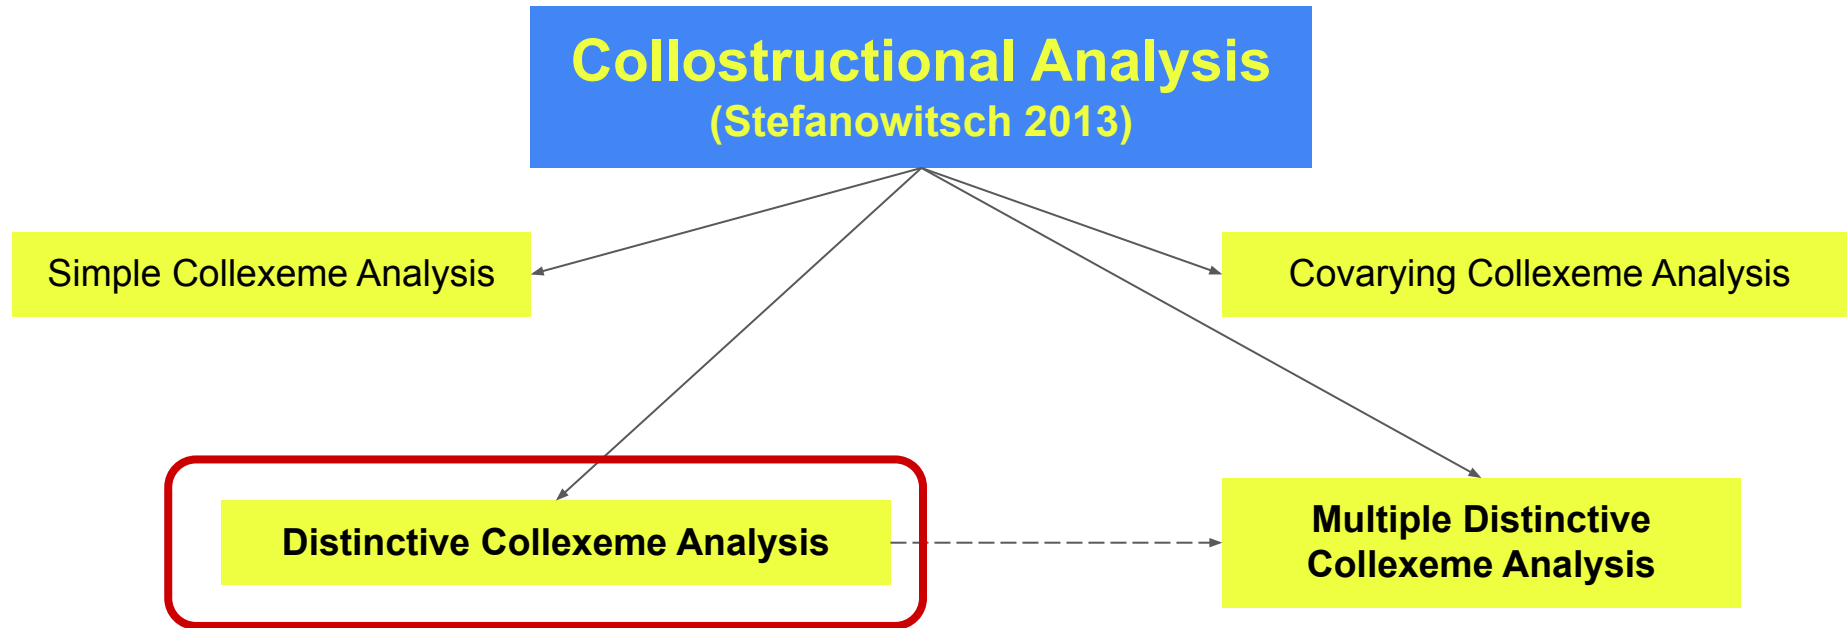 Collostructional Analysis
(Stefanowitsch 2013)
Simple Collexeme Analysis
Covarying Collexeme Analysis
Distinctive Collexeme Analysis
Multiple Distinctive
Collexeme Analysis